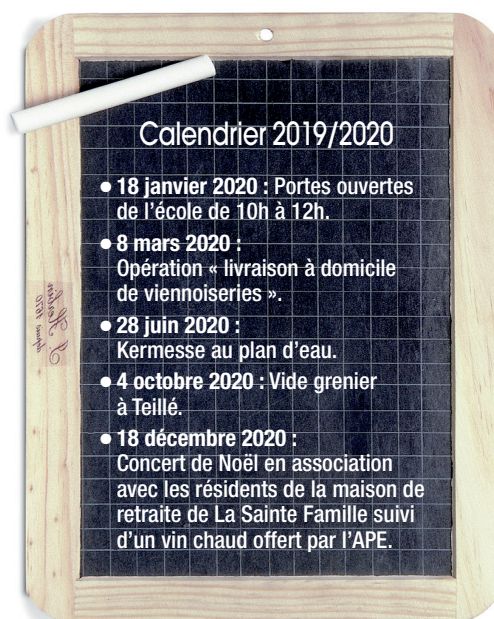 Calendrier 2019/2020
• 18 janvier 2020 : Portes ouvertes
de l’école de 10h à 12h.
• 8 mars 2020 :
Opération « livraison à domicile
de viennoiseries ».
• 28 juin 2020 :
Kermesse au plan d’eau.
• 4 octobre 2020 : Vide grenier
à Teillé.
• 18 décembre 2020 :
Concert de Noël en association
avec les résidents de la maison de
retraite de La Sainte Famille suivi
d’un vin chaud offert par l’APE.